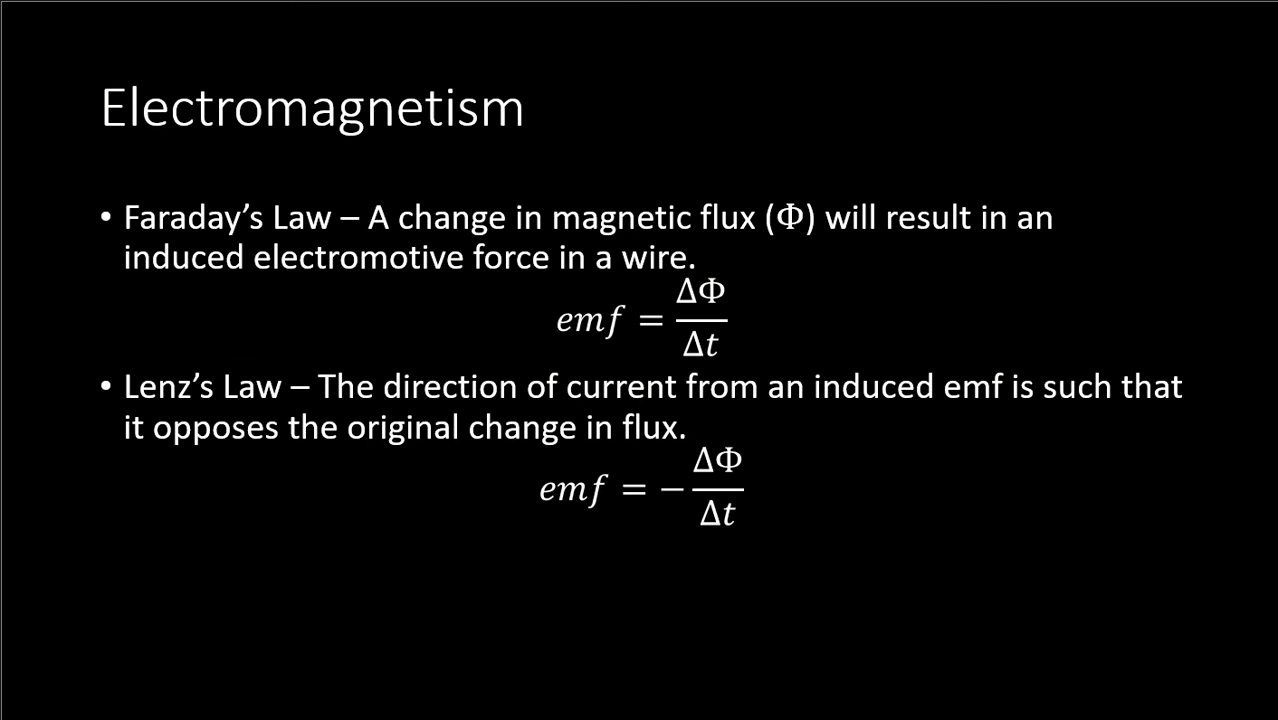 Electromagnetism
• Faraday’s Law – A change in magnetic flux (Φ) will result in an
induced electromotive force in a wire.
emf = ΔΦ/Δt
• Lenz’s Law – The direction of current from an induced emf is such that
it opposes the original change in flux.
emf = −ΔΦ/Δt